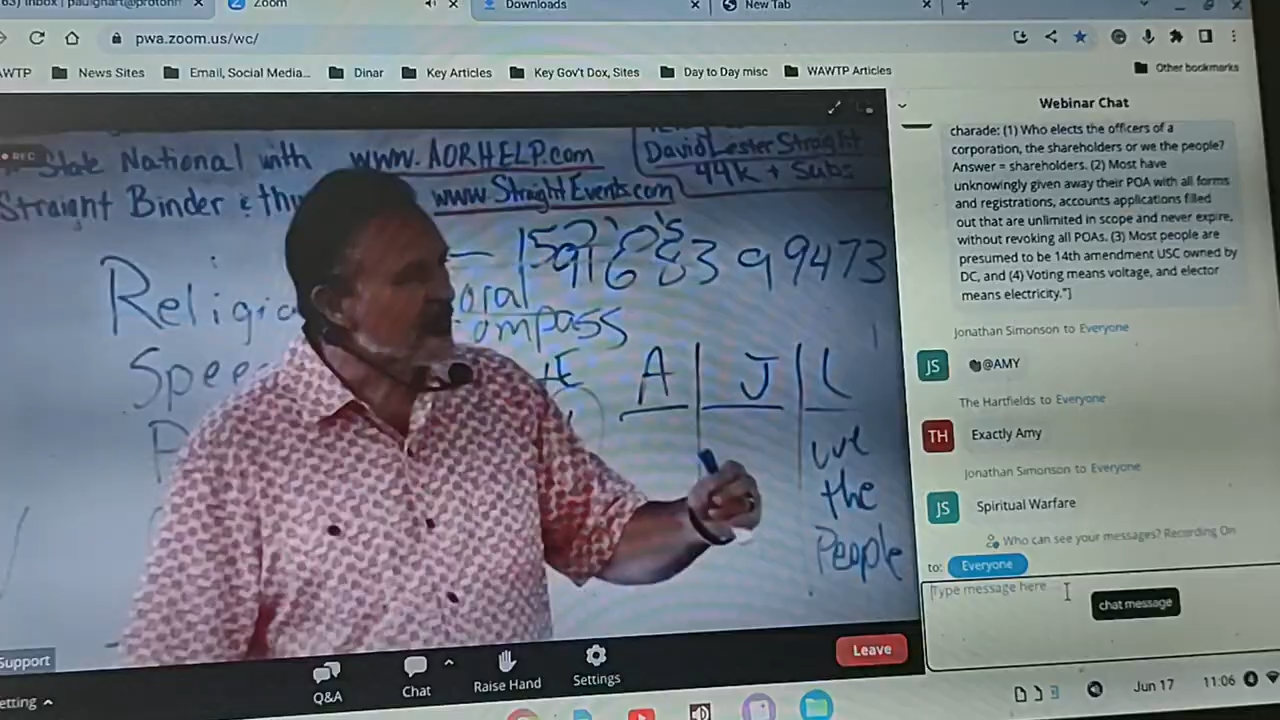 Inbox |
Zoom
Downloads
New Tab
pwa.zoom.us/wc/
AWTP
News Sites
Email, Social Media...
Dinar
Key Articles
Key Gov't Dox, Sites
Day to Day misc
WAWTP Articles
Other bookmarks
Webinar Chat
charade: (1) Who elects the officers of a
corporation, the shareholders or we the people?
Answer = shareholders. (2) Most have
unknowingly given away their POA with all forms
and registrations, accounts applications filled
out that are unlimited in scope and never expire,
without revoking all POAs. (3) Most people are
presumed to be 14th amendment USC owned by
DC, and (4) Voting means voltage, and elector
means electricity."]
Jonathan Simonson to Everyone
JS
@AMY
The Hartfields to Everyone
TH
Exactly Amy
Jonathan Simonson to Everyone
JS
Spiritual Warfare
Who can see your messages? Recording On
to: Everyone
Type message here
chat message
REC
State National with www.AORHELP.com
David Lester Straight
44k + Subs
Straight Binder & thu
www.StraightEvents.com
Religio
oral
ompass
Spee
A J L
we
the
People
Support
etting
Q&A
Chat
Raise Hand
Settings
Leave
Jun 17
11:06